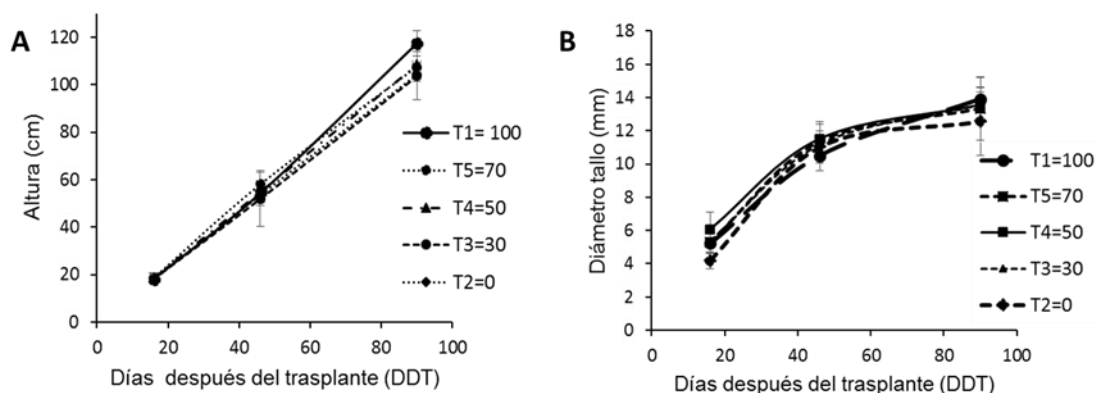 A
Altura (cm)
120
100
80
60
40
20
0
0 20 40 60 80 100
Días después del trasplante (DDT)
T1= 100
T5=70
T4=50
T3=30
T2=0
B
Diámetro tallo (mm)
18
16
14
12
10
8
6
4
2
0
0 20 40 60 80 100
Días después del trasplante (DDT)
T1=100
T5=70
T4=50
T3=30
T2=0